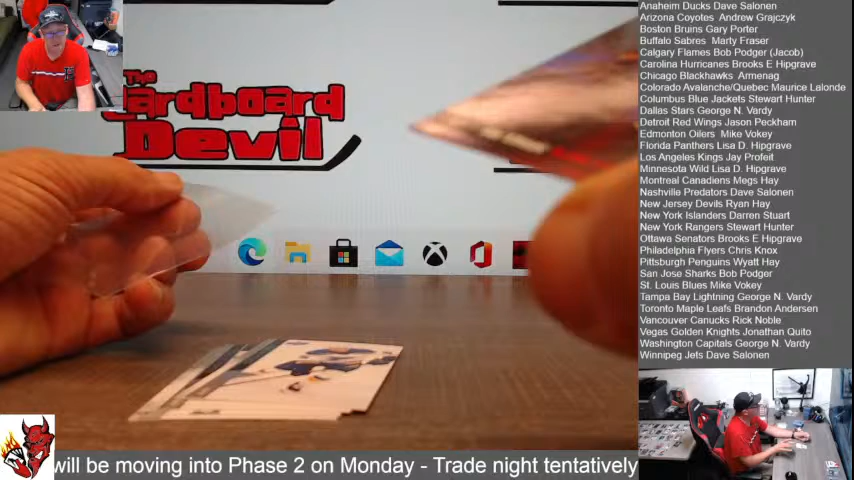 The
Cardboard
Devil
Anaheim Ducks Dave Salonen
Arizona Coyotes Andrew Grajczyk
Boston Bruins Gary Porter
Buffalo Sabres Marty Fraser
Calgary Flames Bob Podger (Jacob)
Carolina Hurricanes Brooks E Hipgrave
Chicago Blackhawks Armenag
Colorado Avalanche/Quebec Maurice Lalonde
Columbus Blue Jackets Stewart Hunter
Dallas Stars George N. Vardy
Detroit Red Wings Jason Peckham
Edmonton Oilers Mike Vokey
Florida Panthers Lisa D. Hipgrave
Los Angeles Kings Jay Profeit
Minnesota Wild Lisa D. Hipgrave
Montreal Canadiens Megs Hay
Nashville Predators Dave Salonen
New Jersey Devils Ryan Hay
New York Islanders Darren Stuart
New York Rangers Stewart Hunter
Ottawa Senators Brooks E Hipgrave
Philadelphia Flyers Chris Knox
Pittsburgh Penguins Wyatt Hay
San Jose Sharks Bob Podger
St. Louis Blues Mike Vokey
Tampa Bay Lightning George N. Vardy
Toronto Maple Leafs Brandon Andersen
Vancouver Canucks Rick Noble
Vegas Golden Knights Jonathan Quito
Washington Capitals George N. Vardy
Winnipeg Jets Dave Salonen
will be moving into Phase 2 on Monday - Trade night tentatively